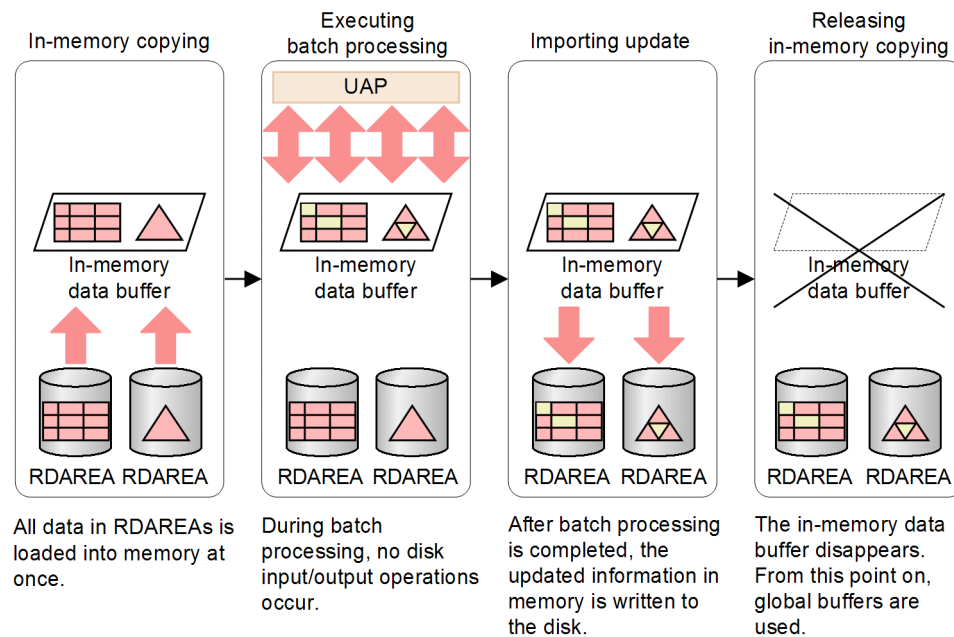 In-memory copying
Executing
batch processing
Importing update
Releasing
in-memory copying
UAP
In-memory
data buffer
In-memory
data buffer
In-memory
data buffer
In-memory
data buffer
RDAREA RDAREA
RDAREA RDAREA
RDAREA RDAREA
RDAREA RDAREA
All data in RDAREAs is
loaded into memory at
once.
During batch
processing, no disk
input/output operations
occur.
After batch processing
is completed, the
updated information in
memory is written to
the disk.
The in-memory data
buffer disappears.
From this point on,
global buffers are
used.